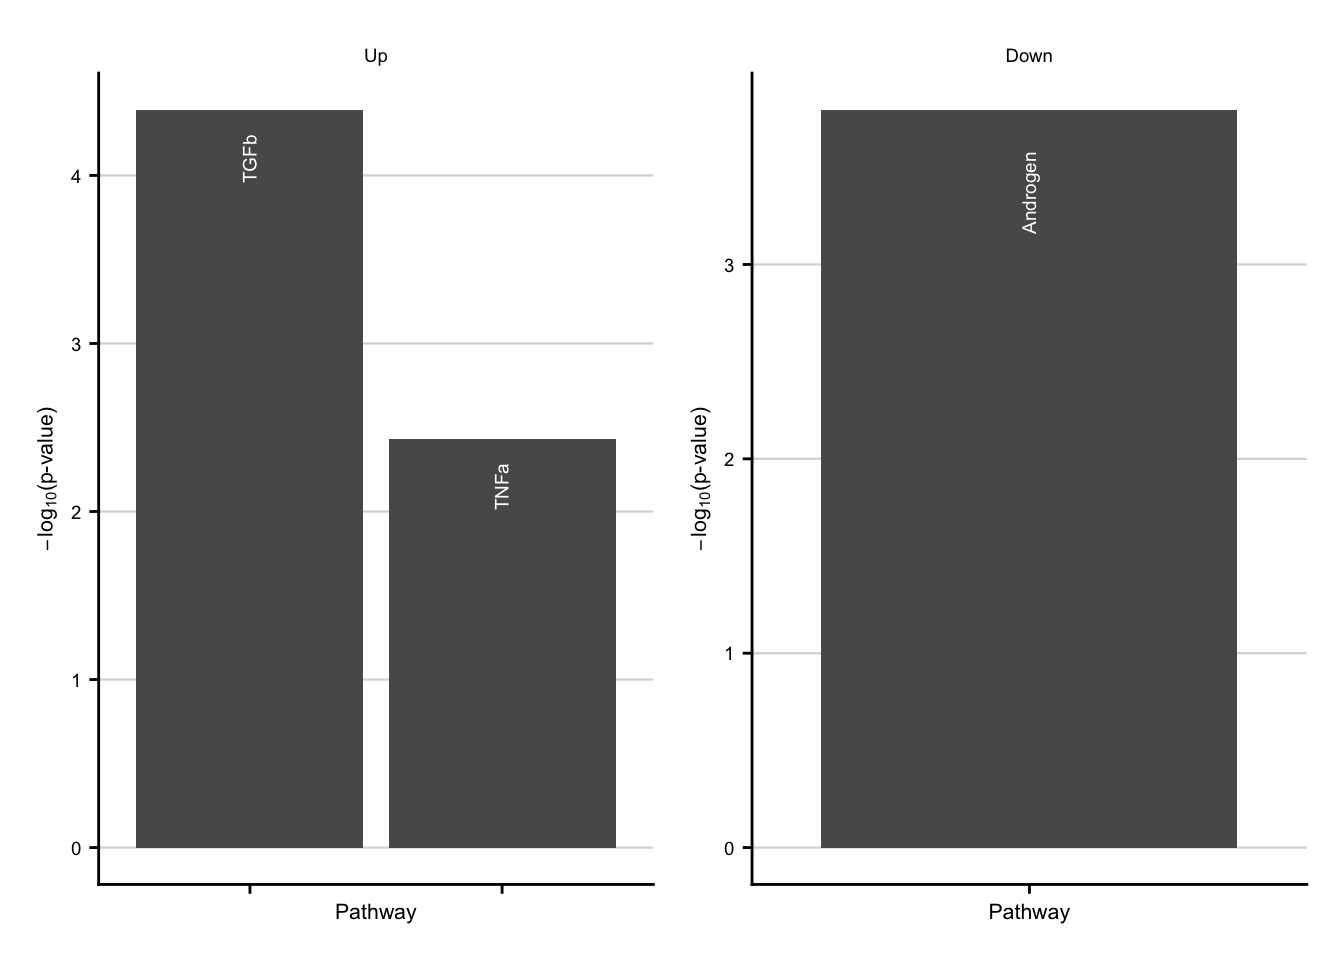 Up
−log10(p-value)
4
3
2
1
0
TGFb
TNFa
Pathway
Down
−log10(p-value)
3
2
1
0
Androgen
Pathway